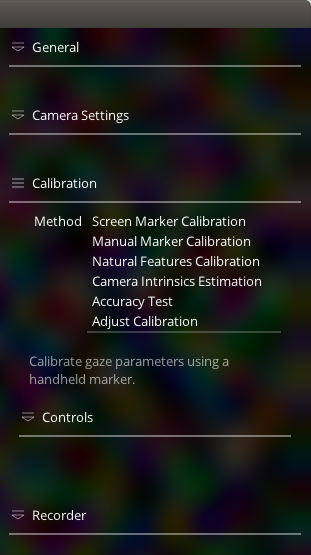 General
Camera Settings
Calibration
Method Screen Marker Calibration
Manual Marker Calibration
Natural Features Calibration
Camera Intrinsics Estimation
Accuracy Test
Adjust Calibration
Calibrate gaze parameters using a
handheld marker.
Controls
Recorder